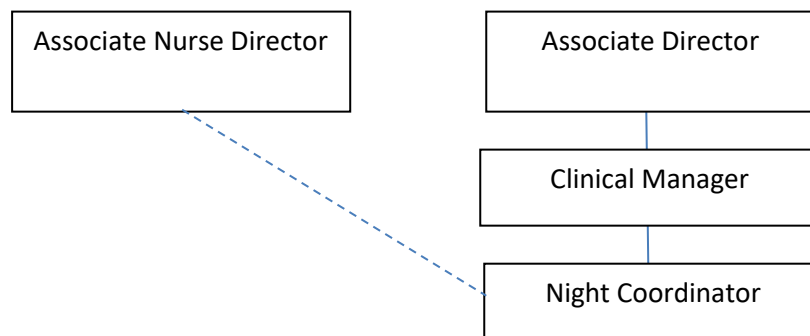 Associate Nurse Director
Associate Director
Clinical Manager
Night Coordinator